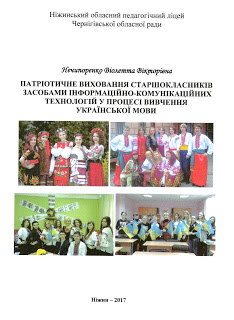 Ніжинський обласний педагогічний ліцей
Чернігівської обласної ради
Нечипоренко Віолетта Вікторівна
ПАТРІОТИЧНЕ ВИХОВАННЯ СТАРШОКЛАСНИКІВ
ЗАСОБАМИ ІНФОРМАЦІЙНО-КОМУНІКАЦІЙНИХ
ТЕХНОЛОГІЙ У ПРОЦЕСІ ВИВЧЕННЯ
УКРАЇНСЬКОЇ МОВИ
Ніжин – 2017